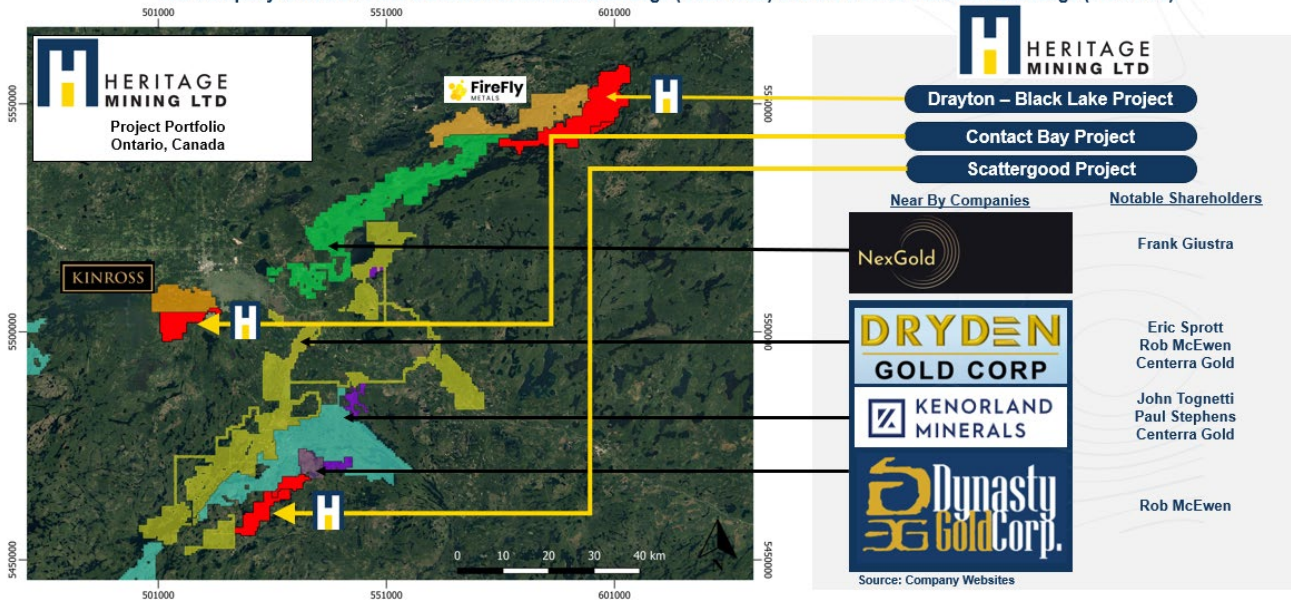 501000
551000
601000
HERITAGE
MINING LTD
Project Portfolio
Ontario, Canada
FireFly
METALS
HERITAGE
MINING LTD
Drayton – Black Lake Project
Contact Bay Project
Scattergood Project
Near By Companies
Notable Shareholders
NexGold
Frank Giustra
KINROSS
DRYDEN
GOLD CORP
Eric Sprott
Rob McEwen
Centerra Gold
KENORLAND
MINERALS
John Tognetti
Paul Stephens
Centerra Gold
Dynasty
GoldCorp.
Rob McEwen
Source: Company Websites
5550000
5500000
5450000
5550000
5500000
5450000
0 10 20 30 40 km
N
501000
551000
601000